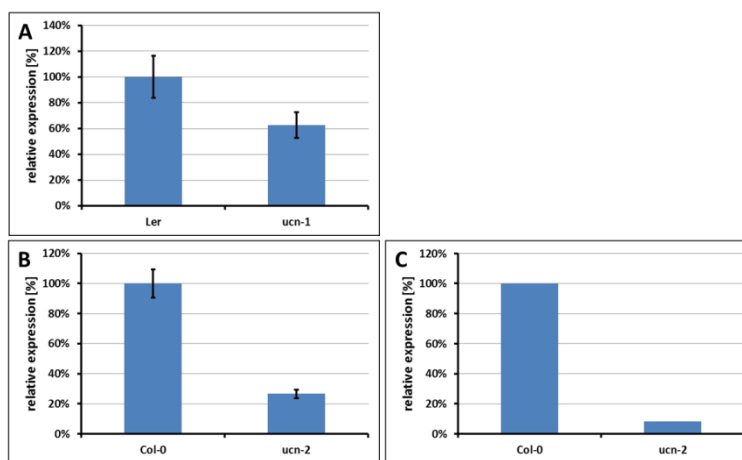 A
relative expression [%]
140%
120%
100%
80%
60%
40%
20%
0%
Ler
ucn-1
B
relative expression [%]
120%
100%
80%
60%
40%
20%
0%
Col-0
ucn-2
C
relative expression [%]
120%
100%
80%
60%
40%
20%
0%
Col-0
ucn-2